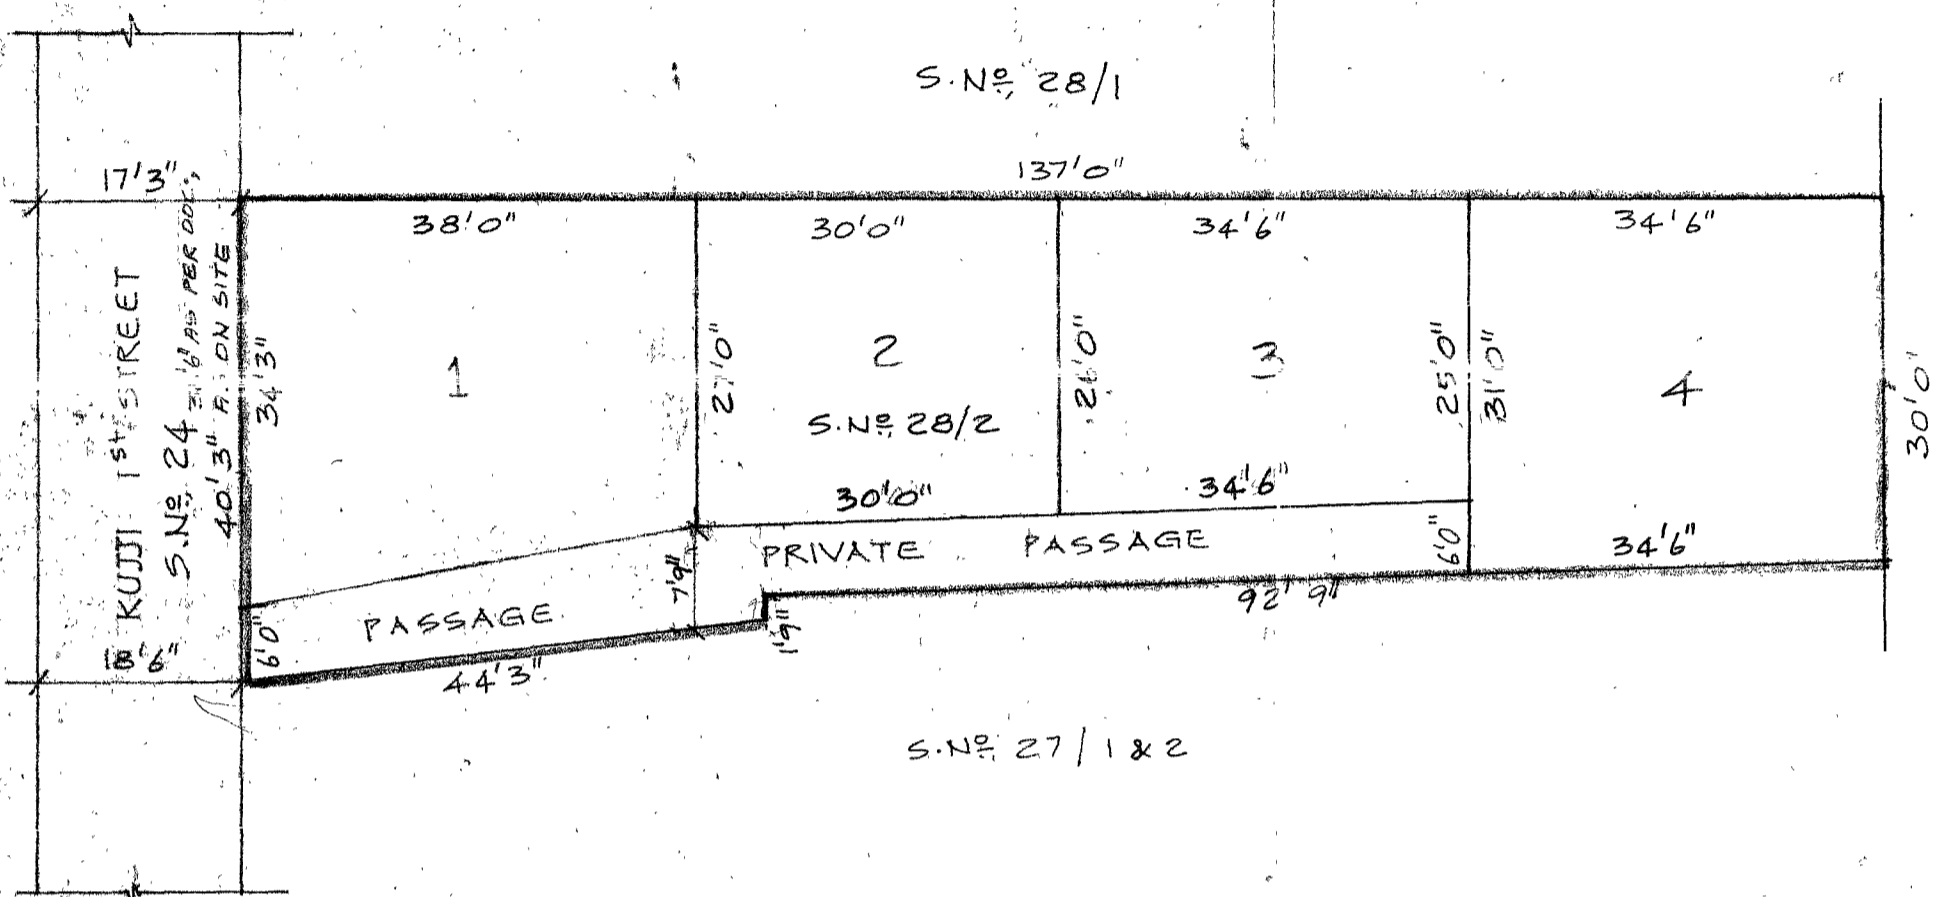 S.Nº 28/1
137'0"
17'3"
38'0"
30'0"
34'6"
34'6"
KUJJI 1st STREET
S.Nº 24
AS PER DOC.,
40'3" A. ON SITE
34'3"
1
27'0"
2
S.Nº 28/2
26'0"
3
25'0"
31'0"
4
30'0"
30'0"
34'6"
PRIVATE PASSAGE
6'0"
34'6"
7'9"
PASSAGE
1'9"
92'9"
18'6"
6'0"
44'3"
S.Nº 27/1 & 2